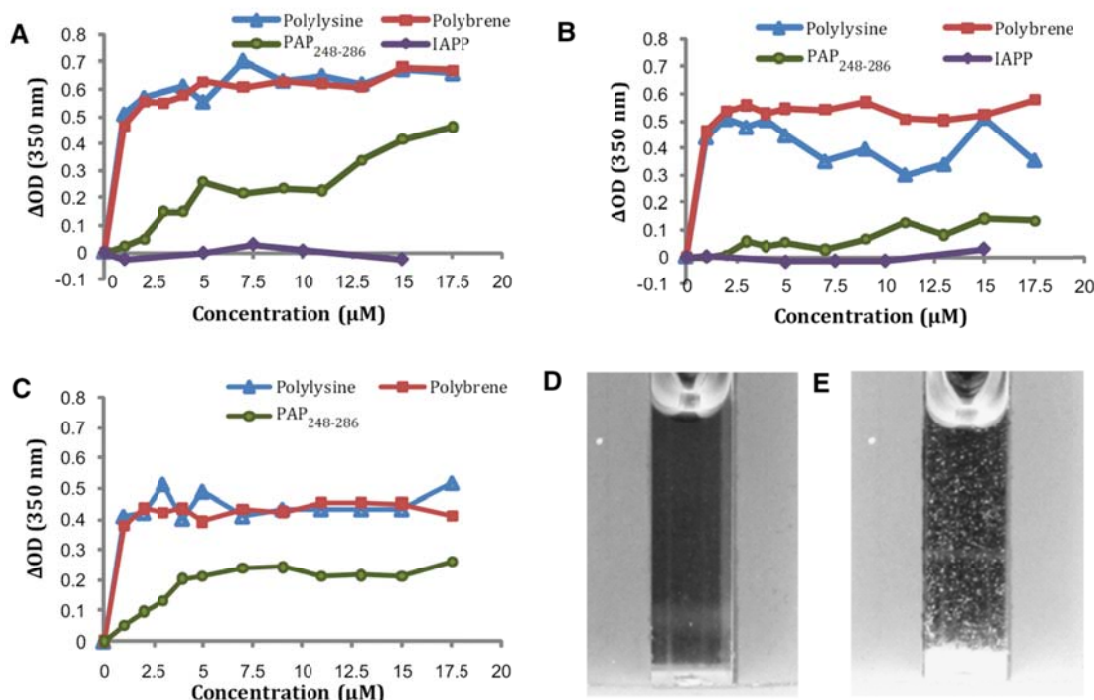 A
Polylysine
Polybrene
PAP248-286
IAPP
0.8
0.7
0.6
0.5
0.4
0.3
0.2
0.1
0
-0.1
ΔOD (350 nm)
0 2.5 5 7.5 10 12.5 15 17.5 20
Concentration (μM)
B
Polylysine
Polybrene
PAP248-286
IAPP
0.8
0.7
0.6
0.5
0.4
0.3
0.2
0.1
0
-0.1
ΔOD (350 nm)
2.5 5 7.5 10 12.5 15 17.5 20
Concentration (μM)
C
Polylysine
Polybrene
PAP248-286
0.8
0.7
0.6
0.5
0.4
0.3
0.2
0.1
0
ΔOD (350 nm)
0 2.5 5 7.5 10 12.5 15 17.5 20
Concentration (μM)
D
E